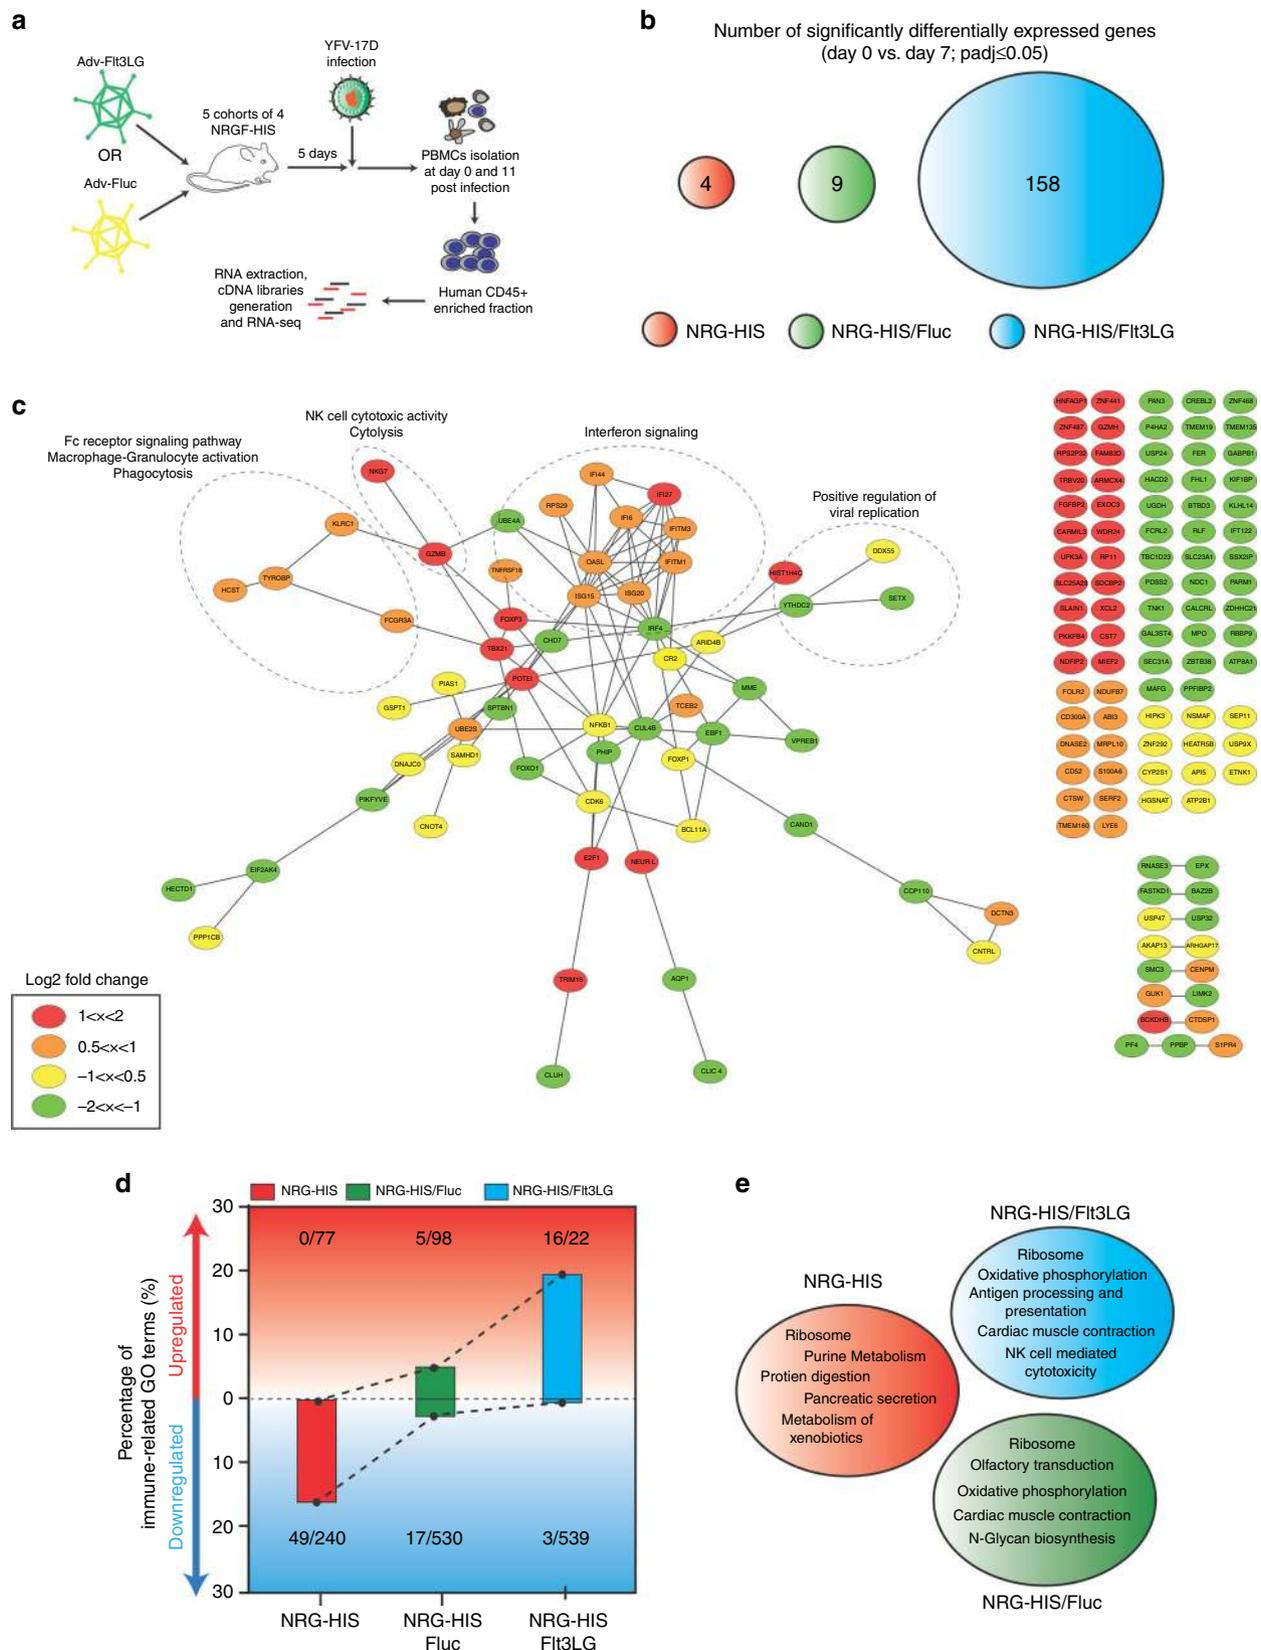 a
Adv-Flt3LG
OR
Adv-Fluc
5 cohorts of 4
NRGF-HIS
5 days
YFV-17D
infection
PBMCs isolation
at day 0 and 11
post infection
Human CD45+
enriched fraction
RNA extraction,
cDNA libraries
generation
and RNA-seq
b
Number of significantly differentially expressed genes
(day 0 vs. day 7; padj≤0.05)
4
9
158
NRG-HIS
NRG-HIS/Fluc
NRG-HIS/Flt3LG
c
Fc receptor signaling pathway
Macrophage-Granulocyte activation
Phagocytosis
NK cell cytotoxic activity
Cytolysis
Interferon signaling
Positive regulation of
viral replication
NKG7
KLRC1
GZMB
HCST
TYROBP
FCGR3A
UBE4A
IFI44
IFI27
RPS29
IFI6
IFITM3
OASL
IFITM1
TNFRSF18
ISG15
ISG20
HIST1H4C
DDX55
YTHDC2
SETX
FOXP3
IRF4
CHD7
ARID4B
TBX21
CR2
POTEI
PIAS1
MME
GSPT1
SPTBN1
TCEB2
UBE2S
NFKB1
CUL4B
EBF1
VPREB1
SAMHD1
PHIP
DNAJC0
FOXO1
FOXP1
PIKFYVE
CDK6
CNOT4
BCL11A
CAND1
E2F1
NEUR L
EIF2AK4
HECTD1
CCP110
DCTN3
PPP1CB
CNTRL
TRIM16
AQP1
CLUH
CLIC 4
HNFAGP1 ZNF441 PAN3 CREBL2 ZNF468
ZNF487 GZMH P4HA2 TMEM19 TMEM135
RPS2P32 FAM83D USP24 FER GABPB1
TRBV20 ARMCX4 HACD2 FHL1 KIF1BP
FGFBP2 EXOC3 UGDH BTBD3 KLHL14
CARMIL3 WDR24 FCRL2 RLF IFT122
UPK3A RP11 TBC1D23 SLC23A1 SSX2IP
SLC25A28 SDCBP2 PDSS2 NDC1 PARM1
SLAIN1 XCL2 TNK1 CALCRL ZDHHC21
PKKFB4 CST7 GAL3ST4 MPO RBBP9
NDFIP2 MIEF2 SEC31A ZBTB38 ATP8A1
FOLR2 NDUFB7 MAFG PPFIBP2
CD300A ABI3 HIPK3 NSMAF SEP11
DNASE2 MRPL10 ZNF292 HEATR5B USP9X
CD52 S100A6 CYP2S1 API5 ETNK1
CTSW SERF2 HGSNAT ATP2B1
TMEM160 LYE6
RNASE3 EPX
FASTKD1 BAZ2B
USP47 USP32
AKAP13 ARHGAP17
SMC3 CENPM
GUK1 LIMK2
BCKDHB CTDSP1
PF4 PPBP S1PR4
Log2 fold change
1<×<2
0.5<×<1
−1<×<0.5
−2<×<−1
d
NRG-HIS NRG-HIS/Fluc NRG-HIS/Flt3LG
Percentage of
immune-related GO terms (%)
Upregulated
Downregulated
30
20
10
0
10
20
30
0/77 5/98 16/22
49/240 17/530 3/539
NRG-HIS
NRG-HIS
Fluc
NRG-HIS
Flt3LG
e
NRG-HIS
Ribosome
Purine Metabolism
Protien digestion
Pancreatic secretion
Metabolism of
xenobiotics
NRG-HIS/Flt3LG
Ribosome
Oxidative phosphorylation
Antigen processing and
presentation
Cardiac muscle contraction
NK cell mediated
cytotoxicity
Ribosome
Olfactory transduction
Oxidative phosphorylation
Cardiac muscle contraction
N-Glycan biosynthesis
NRG-HIS/Fluc